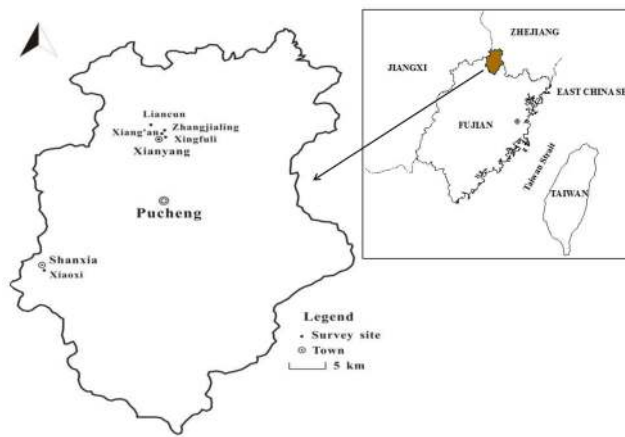 Liancun
Zhangjialing
Xiang'an
Xingfuli
Xianyang
Pucheng
Shanxia
Xiaoxi
Legend
Survey site
Town
5 km
ZHEJIANG
JIANGXI
EAST CHINA SE
FUJIAN
Taiwan Strait
TAIWAN